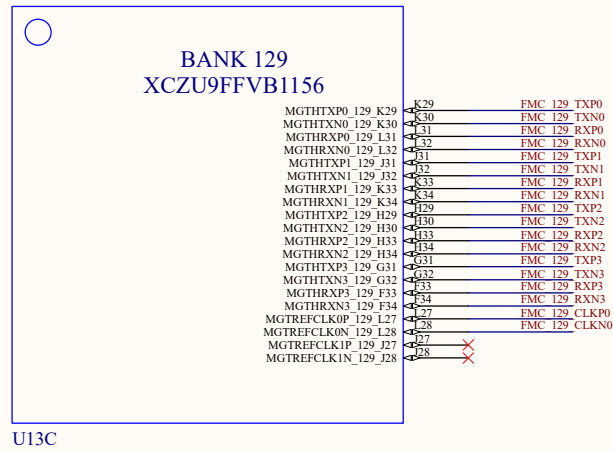 BANK 129
XCZU9FFVB1156
MGTHTXP0_129_K29 K29 FMC_129_TXP0
MGTHTXN0_129_K30 K30 FMC_129_TXN0
MGTHRXP0_129_L31 L31 FMC_129_RXP0
MGTHRXN0_129_L32 L32 FMC_129_RXN0
MGTHTXP1_129_J31 J31 FMC_129_TXP1
MGTHTXN1_129_J32 J32 FMC_129_TXN1
MGTHRXP1_129_K33 K33 FMC_129_RXP1
MGTHRXN1_129_K34 K34 FMC_129_RXN1
MGTHTXP2_129_H29 H29 FMC_129_TXP2
MGTHTXN2_129_H30 H30 FMC_129_TXN2
MGTHRXP2_129_H33 H33 FMC_129_RXP2
MGTHRXN2_129_H34 H34 FMC_129_RXN2
MGTHTXP3_129_G31 G31 FMC_129_TXP3
MGTHTXN3_129_G32 G32 FMC_129_TXN3
MGTHRXP3_129_F33 F33 FMC_129_RXP3
MGTHRXN3_129_F34 F34 FMC_129_RXN3
MGTREFCLK0P_129_L27 L27 FMC_129_CLKP0
MGTREFCLK0N_129_L28 L28 FMC_129_CLKN0
MGTREFCLK1P_129_J27 J27
MGTREFCLK1N_129_J28 J28
U13C